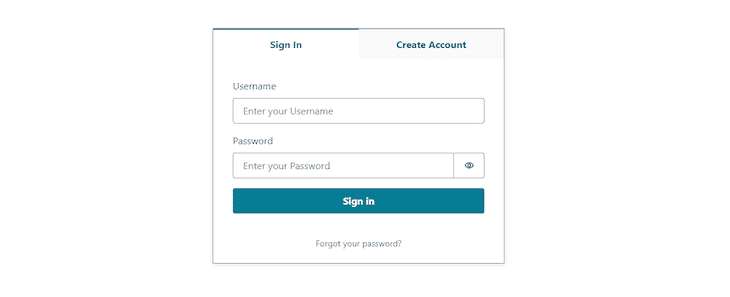 Sign In Create Account
Username
Enter your Username
Password
Enter your Password
Sign in
Forgot your password?